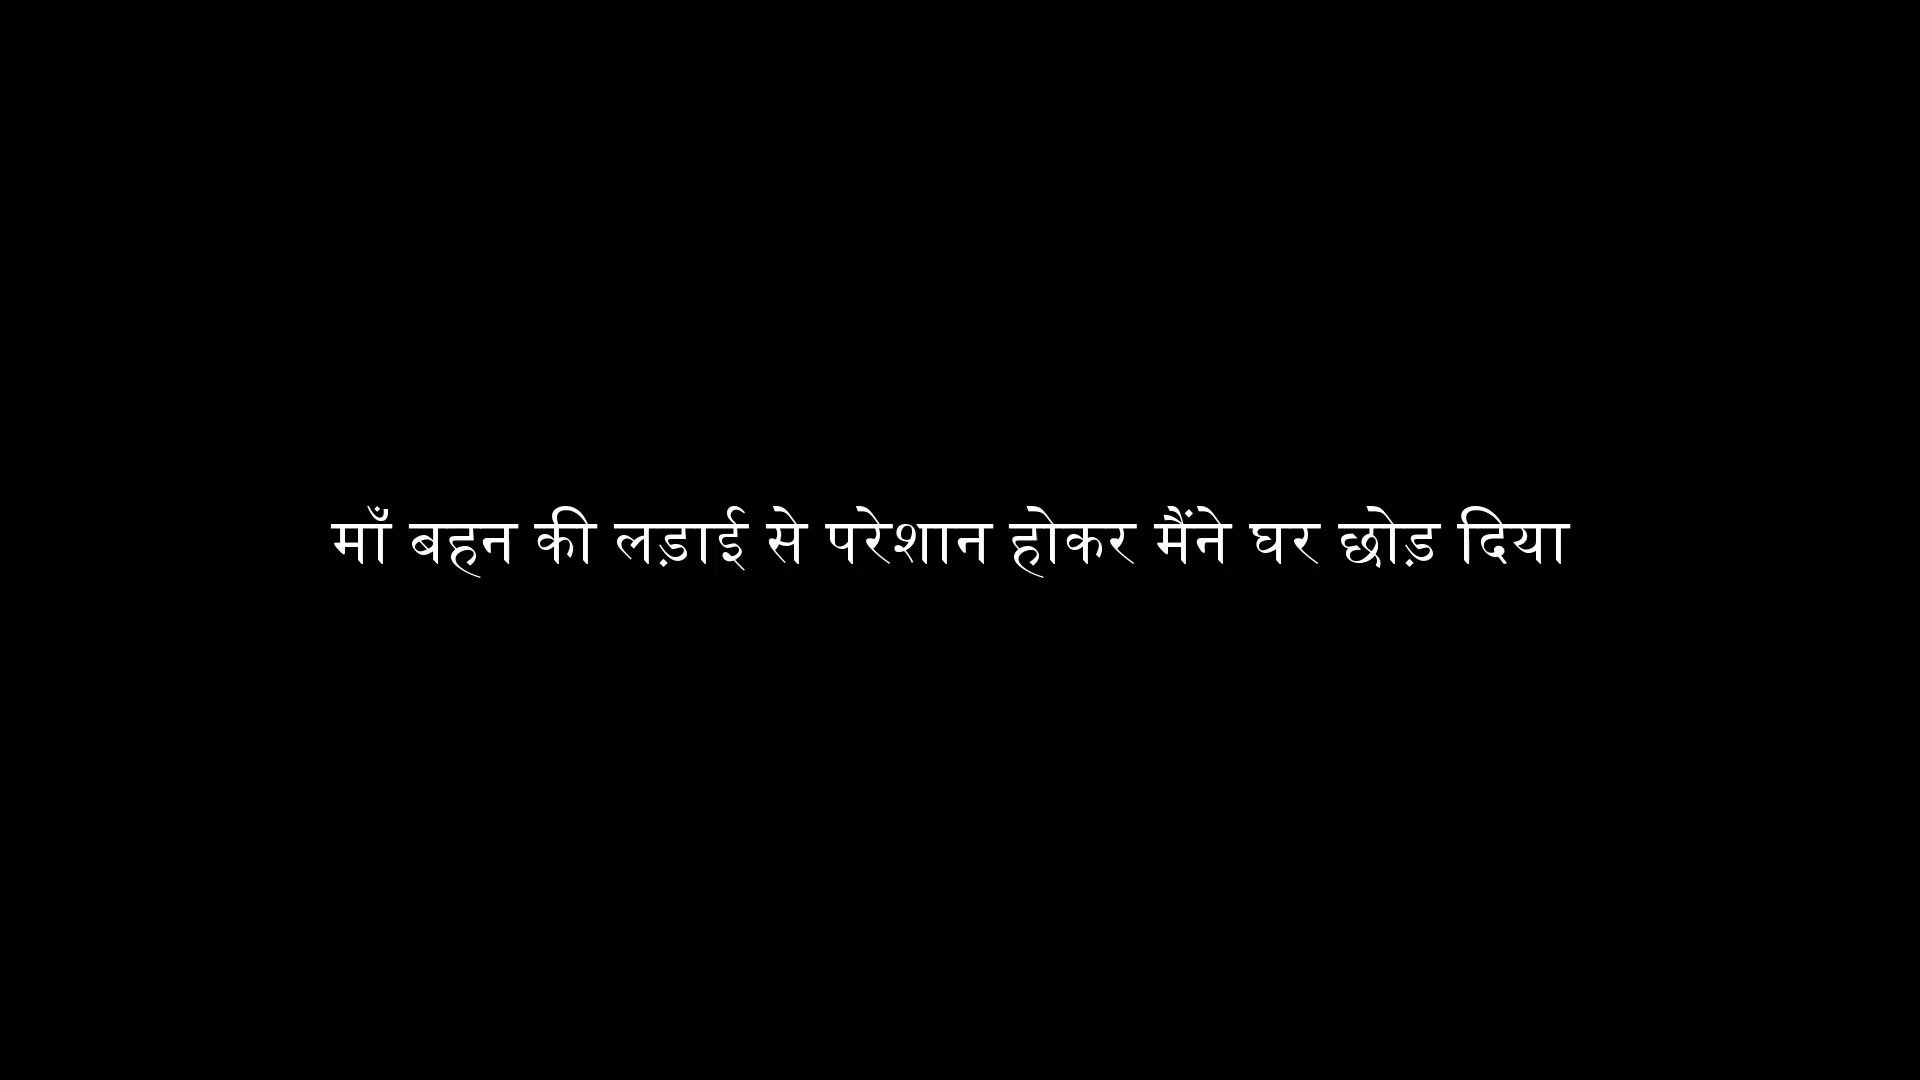 माँ बहन की लड़ाई से परेशान होकर मैंने घर छोड़ दिया